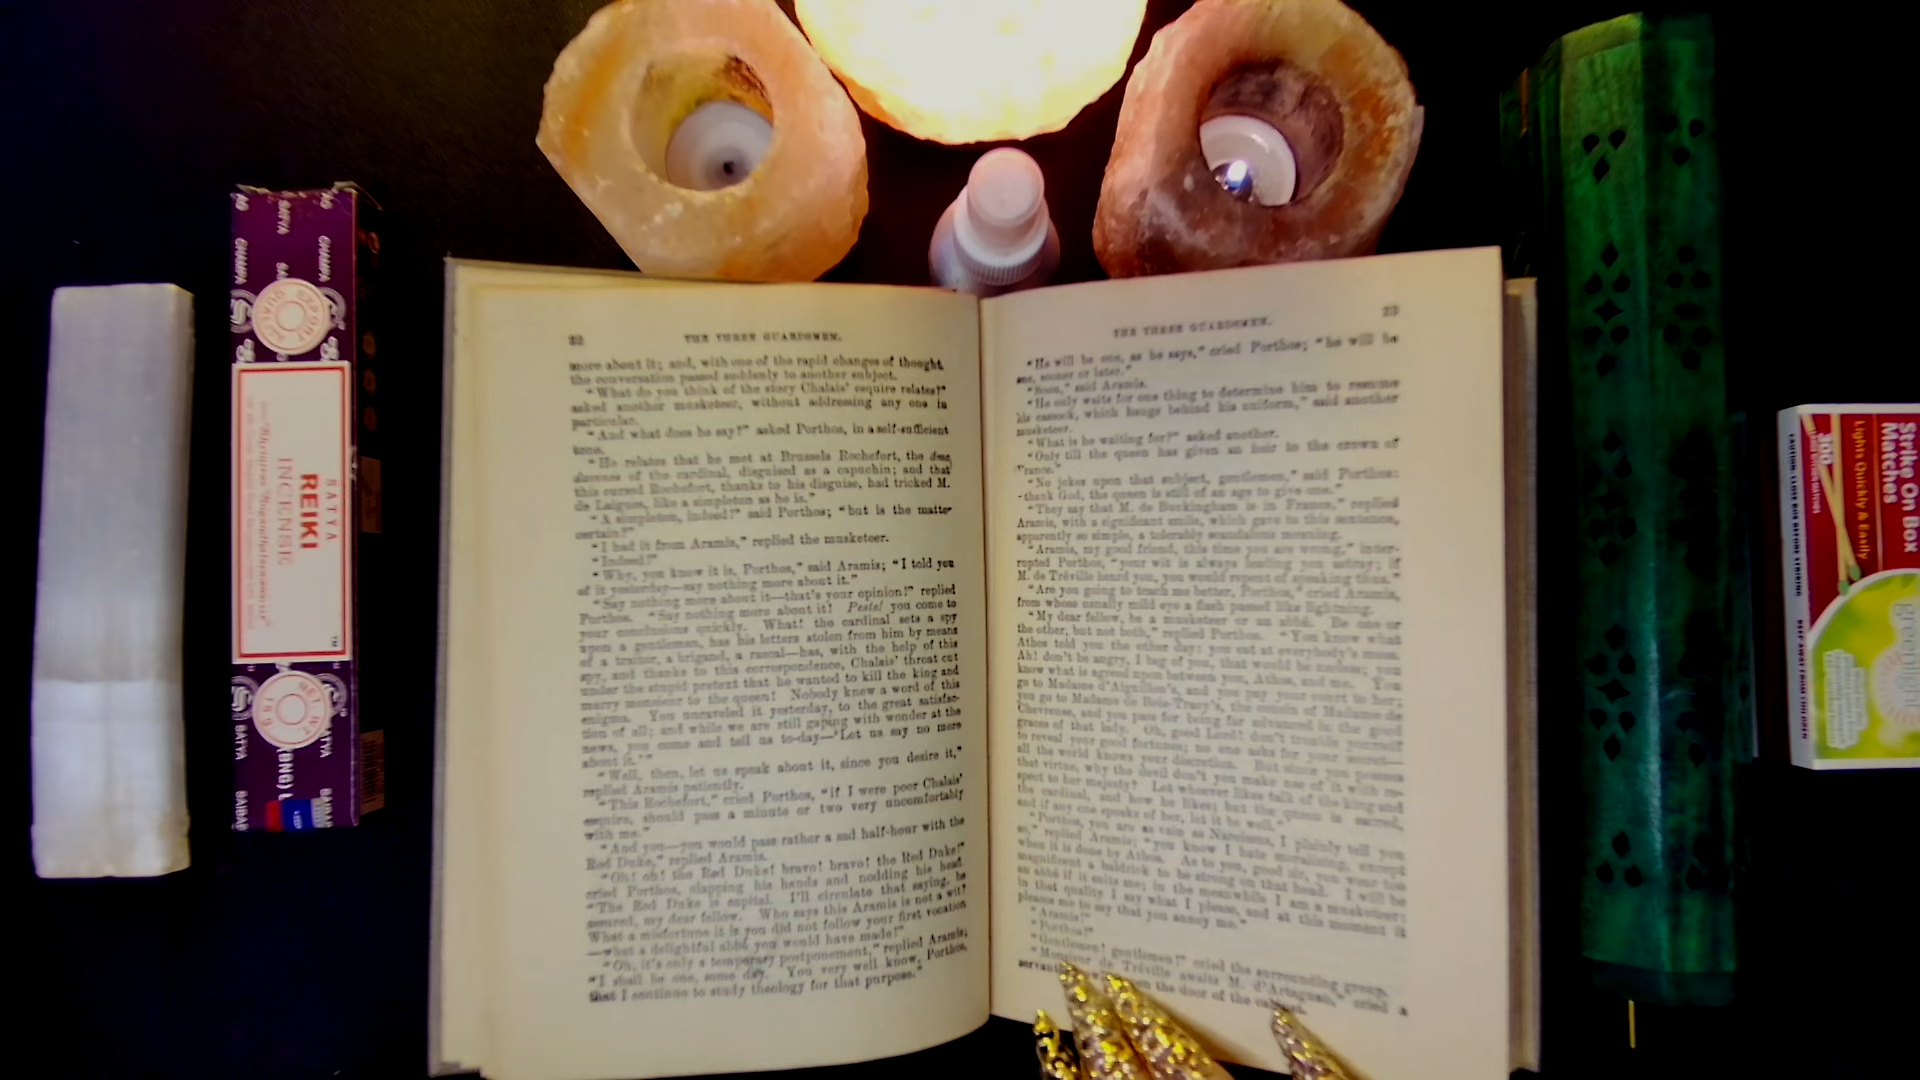 32 THE THREE GUARDSMEN.
more about it; and, with one of the rapid changes of thought,
the conversation passed suddenly to another subject.
"What do you think of the story Chalais' esquire relates?"
asked another musketeer, without addressing any one in
particular.
"And what does he say?" asked Porthos, in a self-sufficient
tone.
"He relates that he met at Brussels Rochefort, the âme
damnee of the cardinal, disguised as a capuchin; and that
this cursed Rochefort, thanks to his disguise, had tricked M.
de Laigues, like a simpleton as he is."
"A simpleton, indeed!" said Porthos; "but is the matter
certain?"
"I had it from Aramis," replied the musketeer.
"Indeed!"
"Why, you know it is, Porthos," said Aramis; "I told you
of it yesterday—say nothing more about it."
"Say nothing more about it—that's your opinion!" replied
Porthos. "Say nothing more about it! Peste! you come to
your conclusions quickly. What! the cardinal sets a spy
upon a gentleman, has his letters stolen from him by means
of a traitor, a brigand, a rascal—has, with the help of this
spy, and thanks to this correspondence, Chalais' throat cut
under the stupid pretext that he wanted to kill the king and
marry monsieur to the queen! Nobody knew a word of this
enigma. You unraveled it yesterday, to the great satisfac-
tion of all; and while we are still gaping with wonder at the
news, you come and tell us to-day—'Let us say no more
about it.'"
"Well, then, let us speak about it, since you desire it,"
replied Aramis patiently.
"This Rochefort," cried Porthos, "if I were poor Chalais'
esquire, should pass a minute or two very uncomfortably
with me."
"And you—you would pass rather a sad half-hour with the
Red Duke," replied Aramis.
"Oh! oh! the Red Duke! bravo! bravo! the Red Duke!"
cried Porthos, clapping his hands and nodding his head.
"The Red Duke is capital. I'll circulate that saying, be
assured, my dear fellow. Who says this Aramis is not a wit?
What a misfortune it is you did not follow your first vocation
—what a delightful abbé you would have made!"
"Oh, it's only a temporary postponement," replied Aramis;
"I shall be one, some day. You very well know, Porthos,
that I continue to study theology for that purpose."
THE THREE GUARDSMEN. 33
"He will be one, as he says," cried Porthos; "he will be
one, sooner or later."
"Soon," said Aramis.
"He only waits for one thing to determine him to resume
his cassock, which hangs behind his uniform," said another
musketeer.
"What is he waiting for?" asked another.
"Only till the queen has given an heir to the crown of
France."
"No jokes upon that subject, gentlemen," said Porthos;
"thank God, the queen is still of an age to give one."
"They say that M. de Buckingham is in France," replied
Aramis, with a significant smile, which gave to this sentence,
apparently so simple, a tolerably scandalous meaning.
"Aramis, my good friend, this time you are wrong," inter-
rupted Porthos, "your wit is always leading you astray; if
M. de Tréville heard you, you would repent of speaking thus."
"Are you going to teach me better, Porthos," cried Aramis,
from whose usually mild eye a flash passed like lightning.
"My dear fellow, be a musketeer or an abbé. Be one or
the other, but not both," replied Porthos. "You know what
Athos told you the other day: you eat at everybody's mess.
Ah! don't be angry, I beg of you, that would be useless; you
know what is agreed upon between you, Athos, and me. You
go to Madame d'Aiguillon's, and you pay your court to her;
you go to Madame de Bois-Tracy's, the cousin of Madame de
Chevreuse, and you pass for being far advanced in the good
graces of that lady. Oh, good Lord! don't trouble yourself
to reveal your good fortunes; no one asks for your secret—
all the world knows your discretion. But since you possess
that virtue, why the devil don't you make use of it with re-
spect to her majesty? Let whoever likes talk of the king and
the cardinal, and how he likes; but the queen is sacred,
and if any one speaks of her, let it be well."
"Porthos, you are as vain as Narcissus, I plainly tell you
so," replied Aramis; "you know I hate moralizing, except
when it is done by Athos. As to you, good sir, you wear too
magnificent a baldrick to be strong on that head. I will be
an abbé if it suits me; in the meanwhile I am a musketeer:
in that quality I say what I please, and at this moment it
pleases me to say that you annoy me."
"Aramis!"
"Porthos!"
"Gentlemen! gentlemen!" cried the surrounding group.
"Monsieur de Tréville awaits M. d'Artagnan," cried a
servant the door of the cabinet.
SATYA
REIKI
INCENSE
TM
EXPORT QUALITY
NET WT
SATYA
CHAMPA
Strike On Box
Matches
Lights Quickly & Easily
300
greenlight